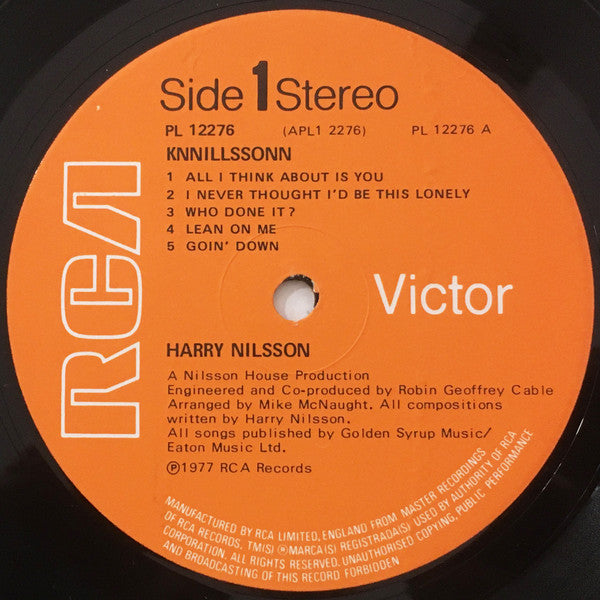 Side 1 Stereo
PL 12276 (APL1 2276) PL 12276 A
KNNILLSSONN
1 ALL I THINK ABOUT IS YOU
2 I NEVER THOUGHT I'D BE THIS LONELY
3 WHO DONE IT?
4 LEAN ON ME
5 GOIN' DOWN
RCA
Victor
HARRY NILSSON
A Nilsson House Production
Engineered and Co-produced by Robin Geoffrey Cable
Arranged by Mike McNaught. All compositions
written by Harry Nilsson.
All songs published by Golden Syrup Music/
Eaton Music Ltd.
Ⓟ1977 RCA Records
MANUFACTURED BY RCA LIMITED, ENGLAND FROM MASTER RECORDINGS
OF RCA RECORDS, TM(S) ® MARCA(S) REGISTRADA(S) USED BY AUTHORITY OF RCA
CORPORATION. ALL RIGHTS RESERVED. UNAUTHORISED COPYING, PUBLIC PERFORMANCE
AND BROADCASTING OF THIS RECORD FORBIDDEN